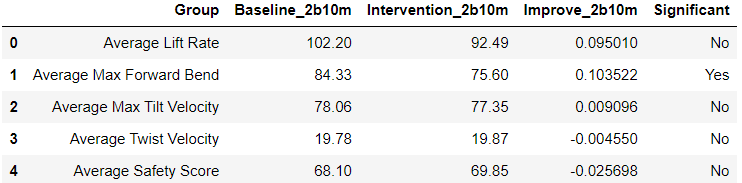 Group Baseline_2b10m Intervention_2b10m Improve_2b10m Significant
0 Average Lift Rate 102.20 92.49 0.095010 No
1 Average Max Forward Bend 84.33 75.60 0.103522 Yes
2 Average Max Tilt Velocity 78.06 77.35 0.009096 No
3 Average Twist Velocity 19.78 19.87 -0.004550 No
4 Average Safety Score 68.10 69.85 -0.025698 No